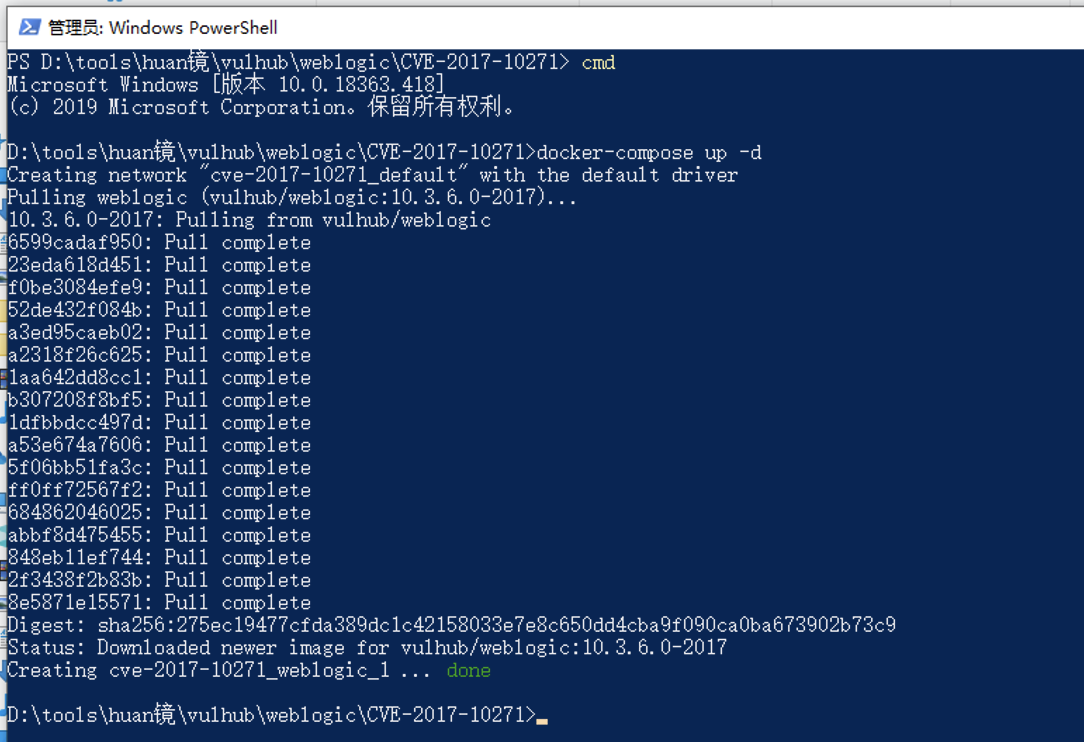 管理员: Windows PowerShell
PS D:\tools\huan镜\vulhub\weblogic\CVE-2017-10271> cmd
Microsoft Windows [版本 10.0.18363.418]
(c) 2019 Microsoft Corporation。保留所有权利。
D:\tools\huan镜\vulhub\weblogic\CVE-2017-10271>docker-compose up -d
Creating network "cve-2017-10271_default" with the default driver
Pulling weblogic (vulhub/weblogic:10.3.6.0-2017)...
10.3.6.0-2017: Pulling from vulhub/weblogic
6599cadaf950: Pull complete
23eda618d451: Pull complete
f0be3084efe9: Pull complete
52de432f084b: Pull complete
a3ed95caeb02: Pull complete
a2318f26c625: Pull complete
1aa642dd8cc1: Pull complete
b307208f8bf5: Pull complete
1dfbbdcc497d: Pull complete
a53e674a7606: Pull complete
5f06bb51fa3c: Pull complete
ff0ff72567f2: Pull complete
684862046025: Pull complete
abbf8d475455: Pull complete
848eb11ef744: Pull complete
2f3438f2b83b: Pull complete
8e5871e15571: Pull complete
Digest: sha256:275ec19477cfda389dc1c42158033e7e8c650dd4cba9f090ca0ba673902b73c9
Status: Downloaded newer image for vulhub/weblogic:10.3.6.0-2017
Creating cve-2017-10271_weblogic_1 ... done
D:\tools\huan镜\vulhub\weblogic\CVE-2017-10271>